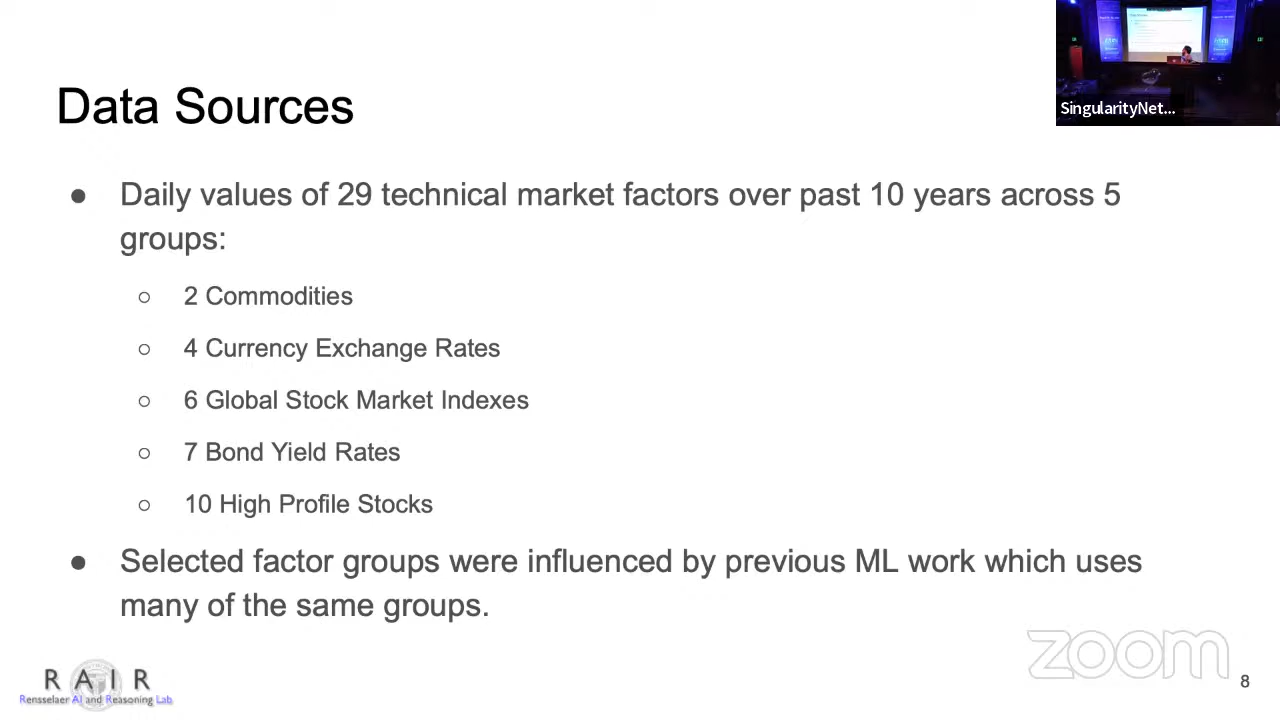 Data Sources
SingularityNet...
● Daily values of 29 technical market factors over past 10 years across 5
groups:
○ 2 Commodities
○ 4 Currency Exchange Rates
○ 6 Global Stock Market Indexes
○ 7 Bond Yield Rates
○ 10 High Profile Stocks
● Selected factor groups were influenced by previous ML work which uses
many of the same groups.
zoom
R A I R
Rensselaer AI and Reasoning Lab
8